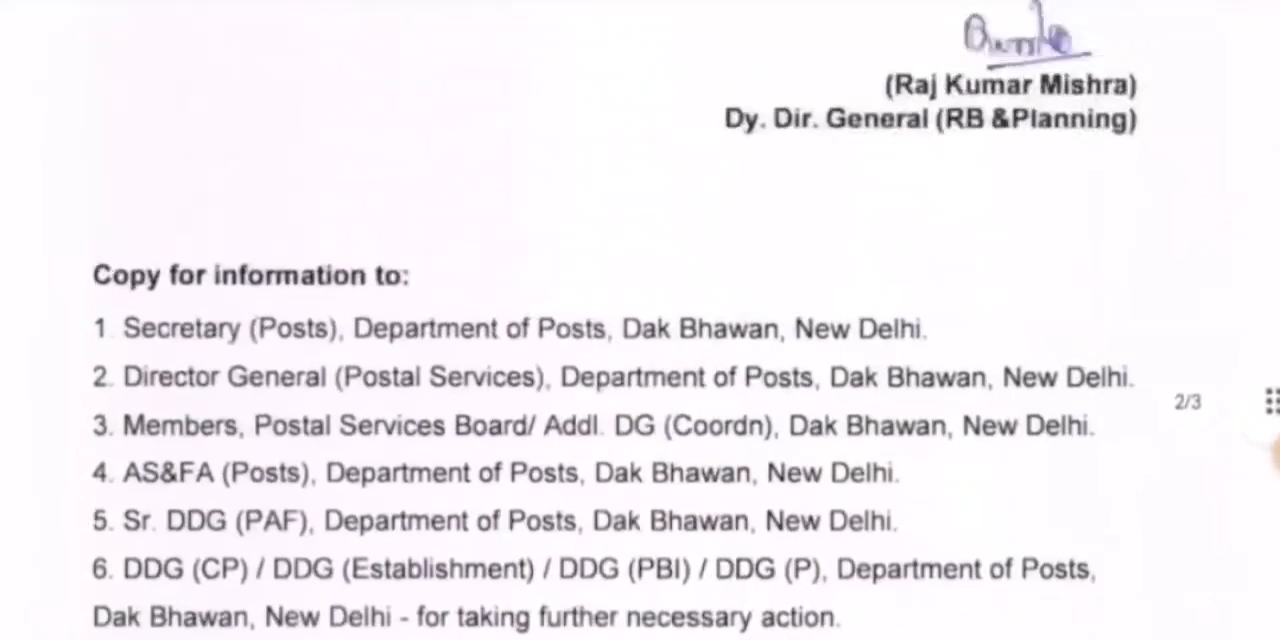 (Raj Kumar Mishra)
Dy. Dir. General (RB &Planning)
Copy for information to:
1. Secretary (Posts), Department of Posts, Dak Bhawan, New Delhi.
2. Director General (Postal Services), Department of Posts, Dak Bhawan, New Delhi.
3. Members, Postal Services Board/ Addl. DG (Coordn), Dak Bhawan, New Delhi.
2/3
4. AS&FA (Posts), Department of Posts, Dak Bhawan, New Delhi.
5. Sr. DDG (PAF), Department of Posts, Dak Bhawan, New Delhi.
6. DDG (CP) / DDG (Establishment) / DDG (PBI) / DDG (P), Department of Posts,
Dak Bhawan, New Delhi - for taking further necessary action.